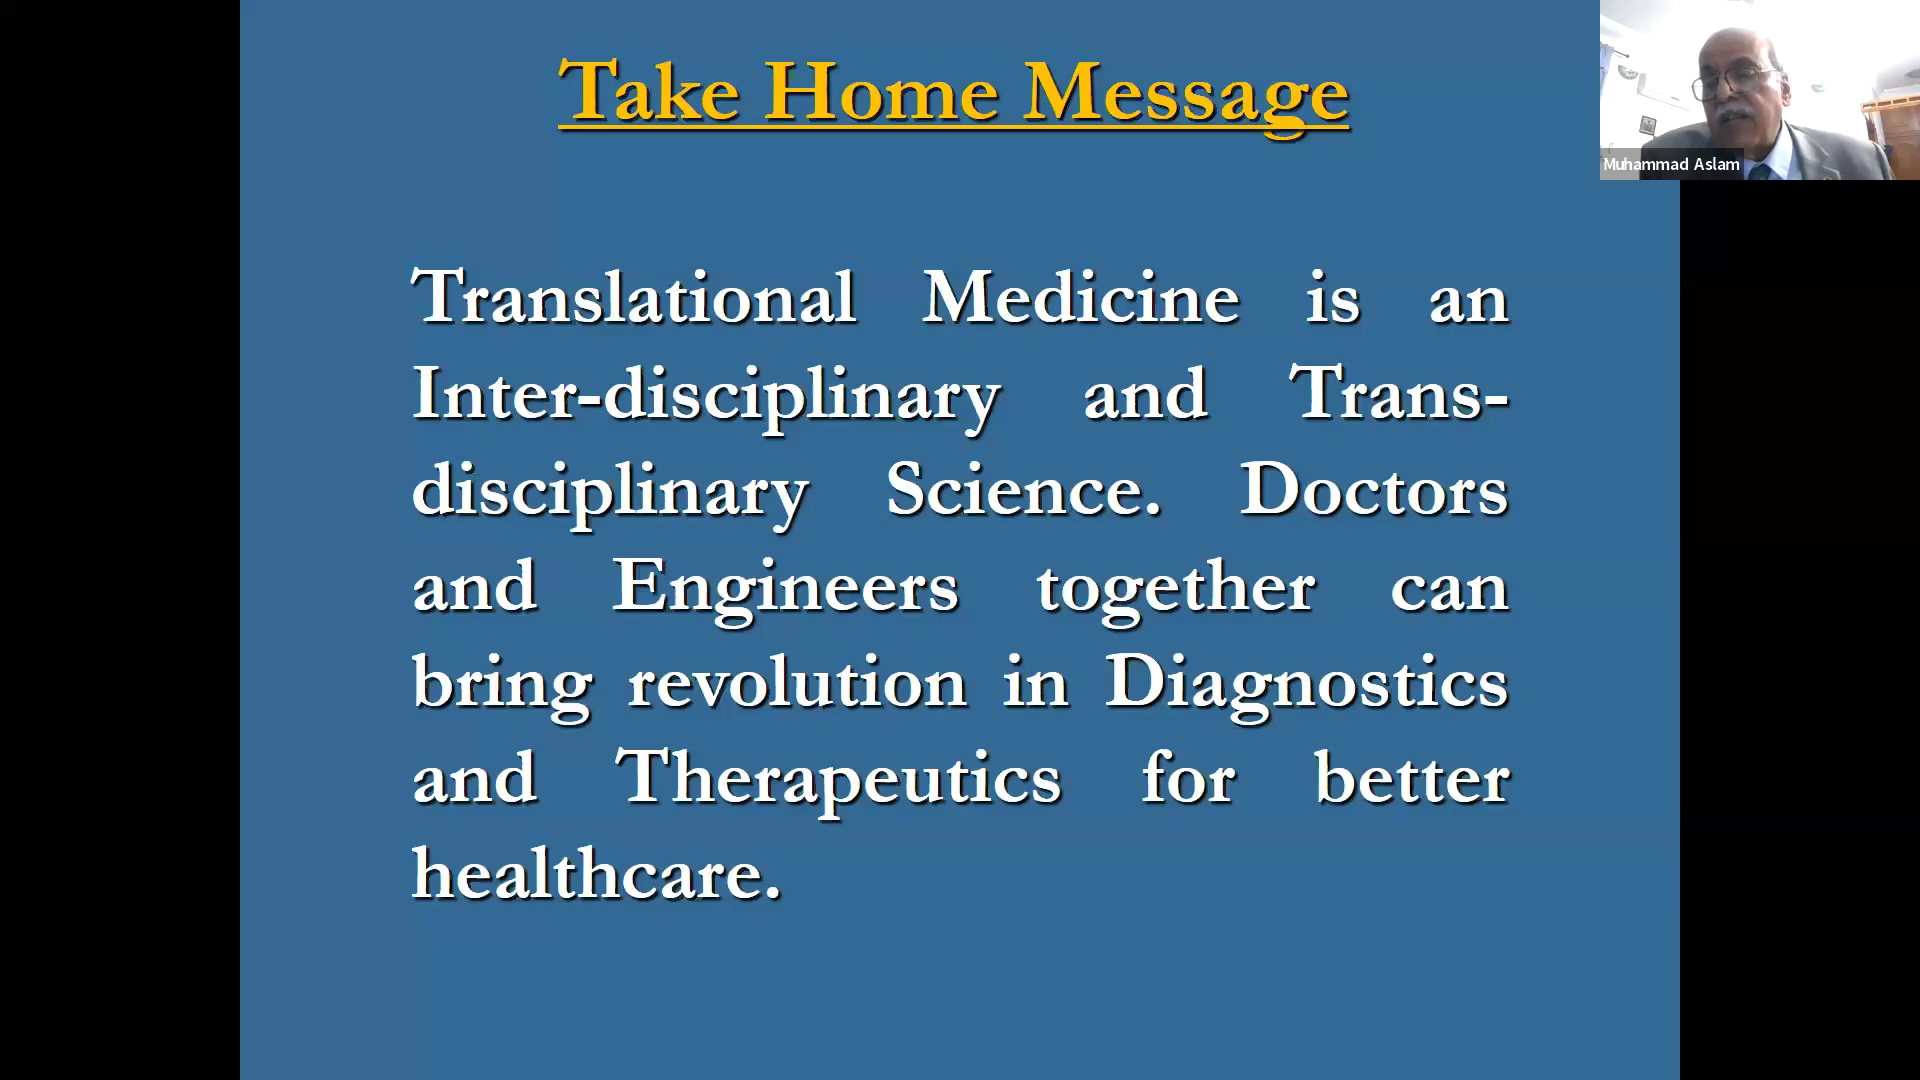 Take Home Message
Muhammad Aslam
Translational Medicine is an
Inter-disciplinary and Trans-
disciplinary Science. Doctors
and Engineers together can
bring revolution in Diagnostics
and Therapeutics for better
healthcare.